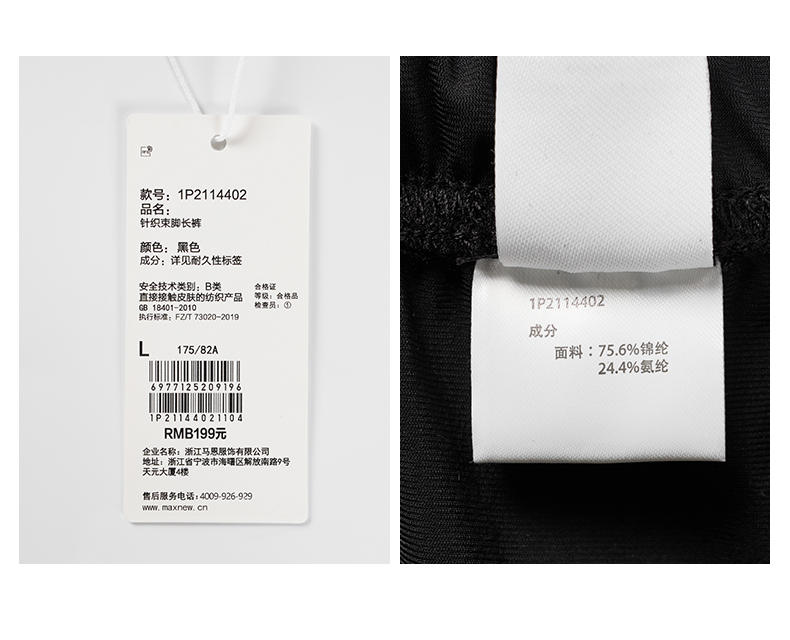 款号：1P2114402
品名：
针织束脚长裤
颜色：黑色
成分：详见耐久性标签
安全技术类别：B类
直接接触皮肤的纺织产品
GB 18401-2010
执行标准：FZ/T 73020-2019
合格证
等级：合格品
检查员：①
L 175/82A
6977125209196
1P21144021104
RMB199元
企业名称：浙江马恩服饰有限公司
地址：浙江省宁波市海曙区解放南路9号
天元大厦4楼
售后服务电话：4009-926-929
www.maxnew.cn
1P2114402
成分
面料：75.6%锦纶
24.4%氨纶